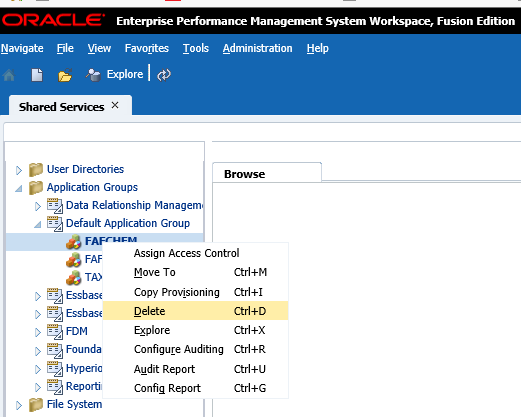 ORACLE Enterprise Performance Management System Workspace, Fusion Edition
Navigate File View Favorites Tools Administration Help
Explore
Shared Services
Browse
User Directories
Application Groups
Data Relationship Managem
Default Application Group
FAFCHEM
Assign Access Control
FAF
Move To Ctrl+M
TAX
Copy Provisioning Ctrl+I
Essbase
Delete Ctrl+D
Essbase
FDM
Explore Ctrl+X
Founda
Configure Auditing Ctrl+R
Hyperio
Audit Report Ctrl+U
Reporti
Config Report Ctrl+G
File System